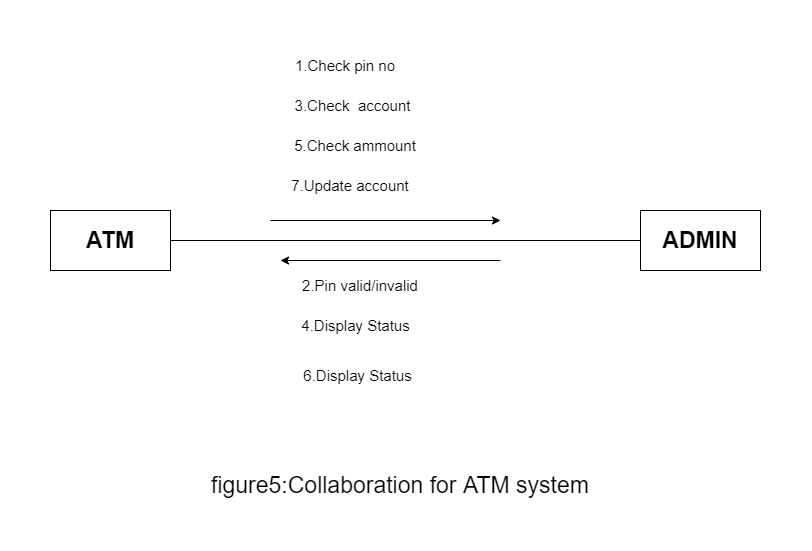 1.Check pin no
3.Check  account
5.Check ammount
7.Update account
ATM
ADMIN
2.Pin valid/invalid
4.Display Status
6.Display Status
figure5:Collaboration for ATM system